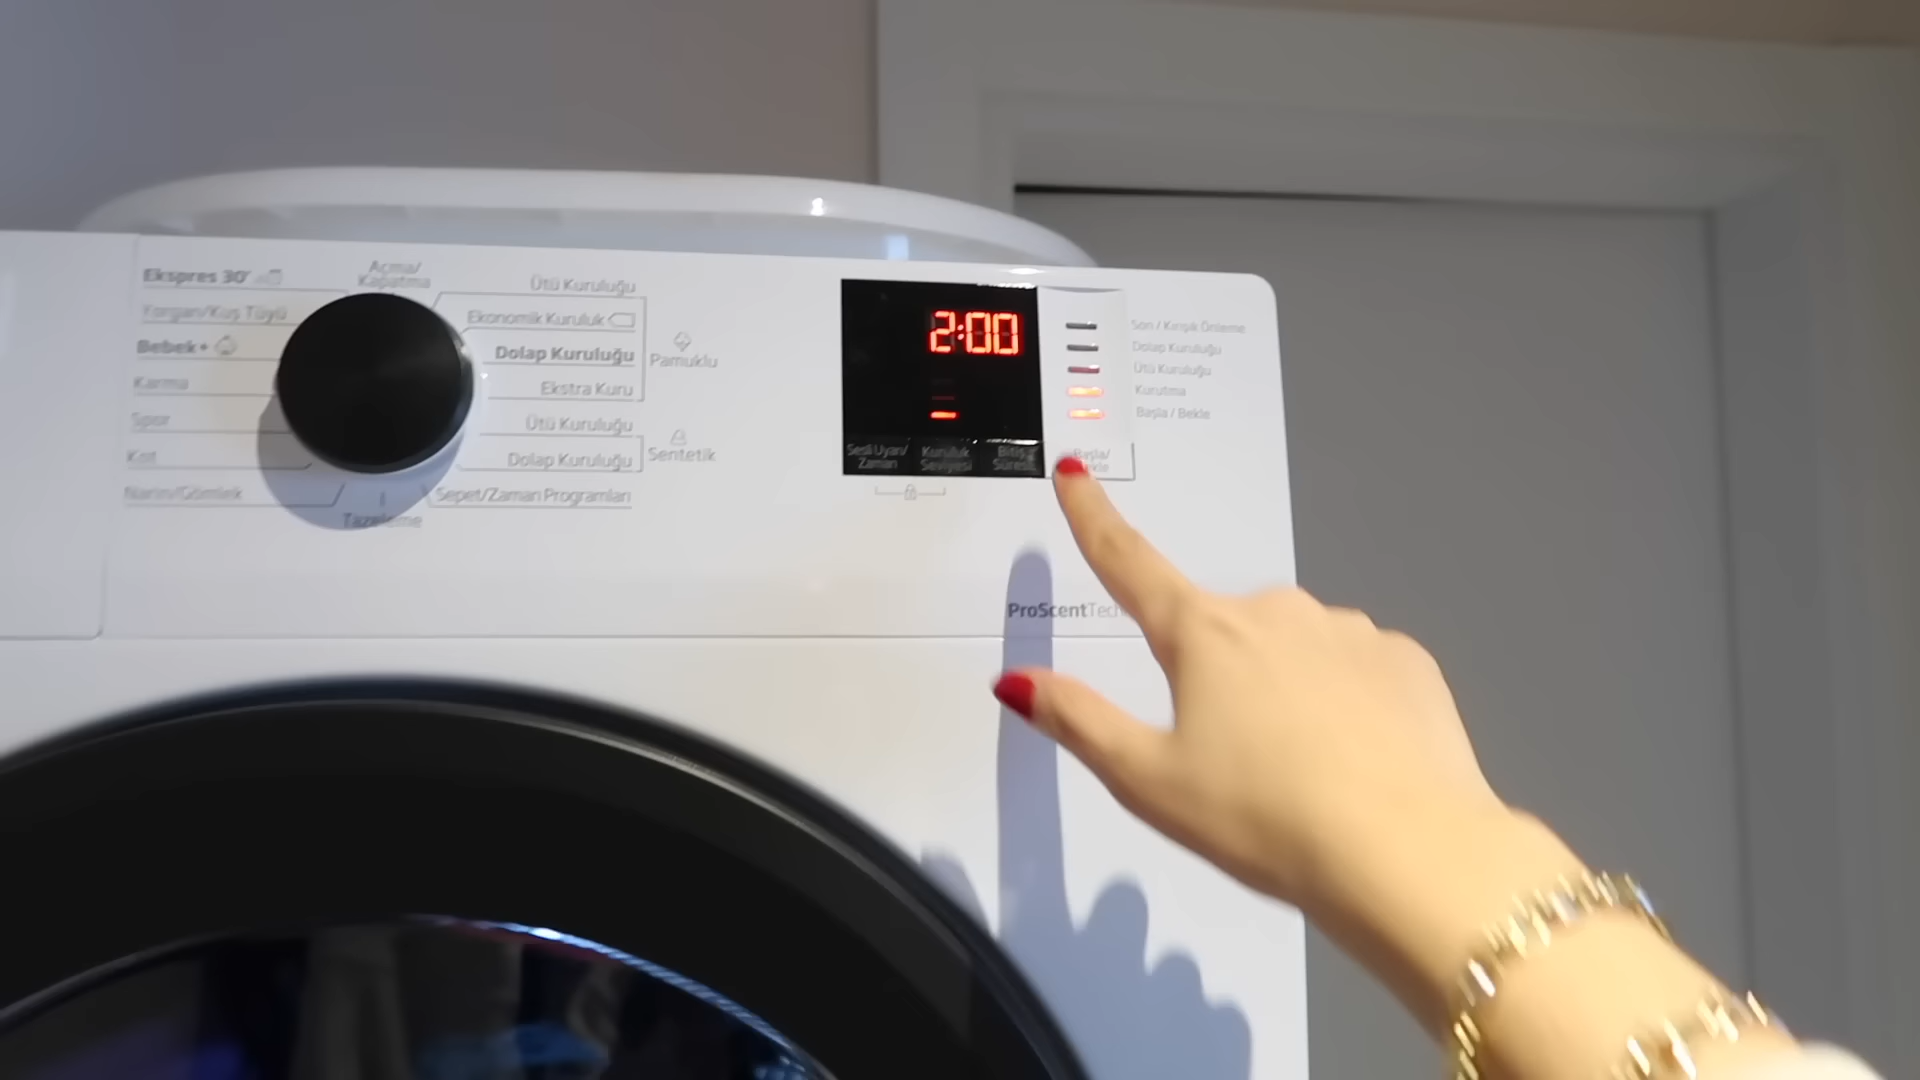 Ekspres 30'
Yorgan/Kuş Tüyü
Bebek+
Karma
Spor
Kot
Narin/Gömlek
Açma/
Kapatma
Tazeleme
Ütü Kuruluğu
Ekonomik Kuruluk
Dolap Kuruluğu
Ekstra Kuru
Pamuklu
Ütü Kuruluğu
Dolap Kuruluğu
Sentetik
Sepet/Zaman Programları
2:00
Sesli Uyarı/
Zaman
Kuruluk
Seviyesi
Bitiş
Süresi
Son / Kırışık Önleme
Dolap Kuruluğu
Ütü Kuruluğu
Kurutma
Başla / Bekle
Başla/
ProScentTech